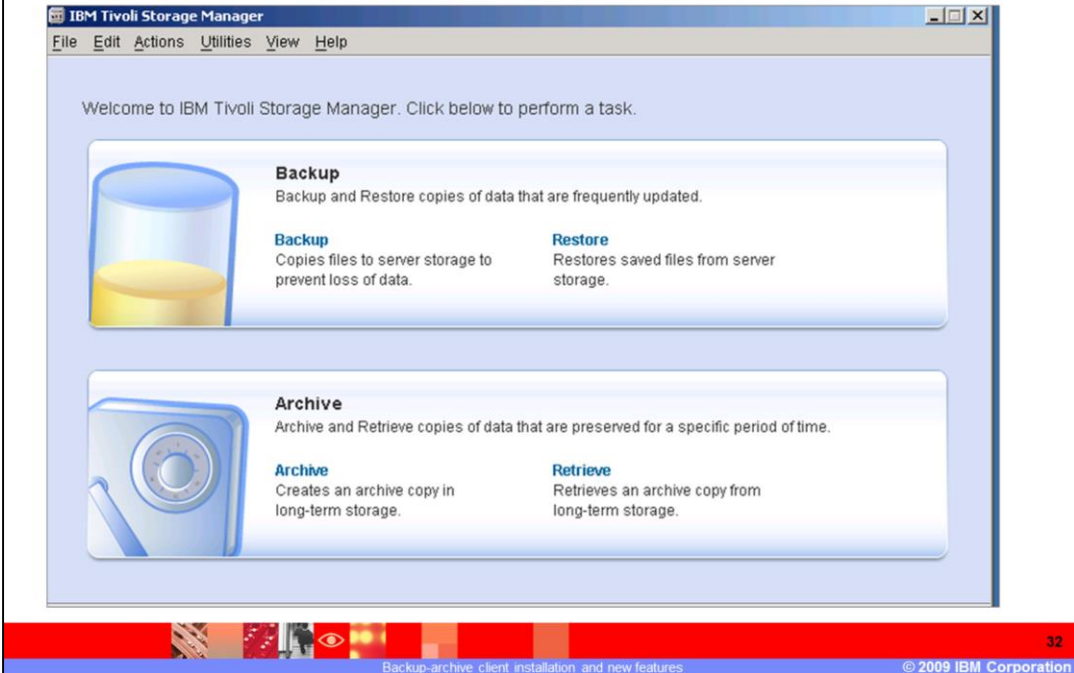 IBM Tivoli Storage Manager
File Edit Actions Utilities View Help
Welcome to IBM Tivoli Storage Manager. Click below to perform a task.
Backup
Backup and Restore copies of data that are frequently updated.
Backup
Copies files to server storage to
prevent loss of data.
Restore
Restores saved files from server
storage.
Archive
Archive and Retrieve copies of data that are preserved for a specific period of time.
Archive
Creates an archive copy in
long-term storage.
Retrieve
Retrieves an archive copy from
long-term storage.
32
Backup-archive client installation and new features
© 2009 IBM Corporation